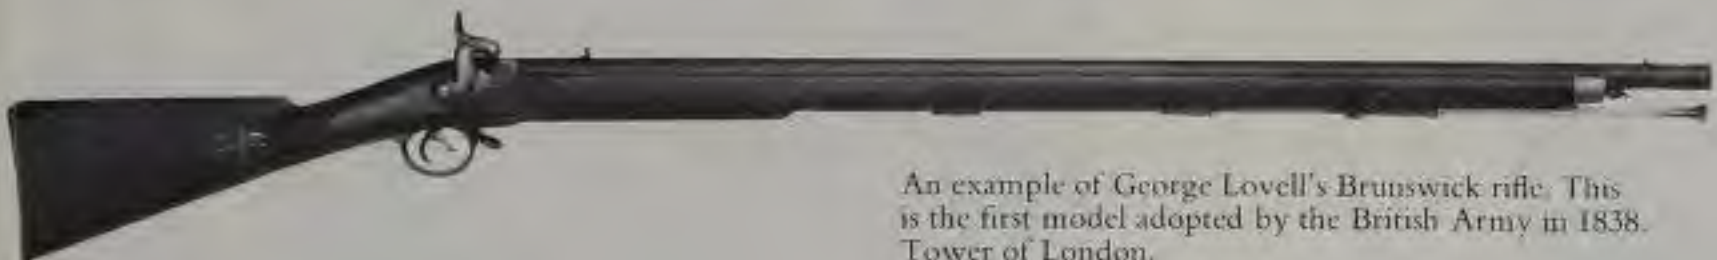 An example of George Lovell's Brunswick rifle. This
is the first model adopted by the British Army in 1838.
Tower of London.